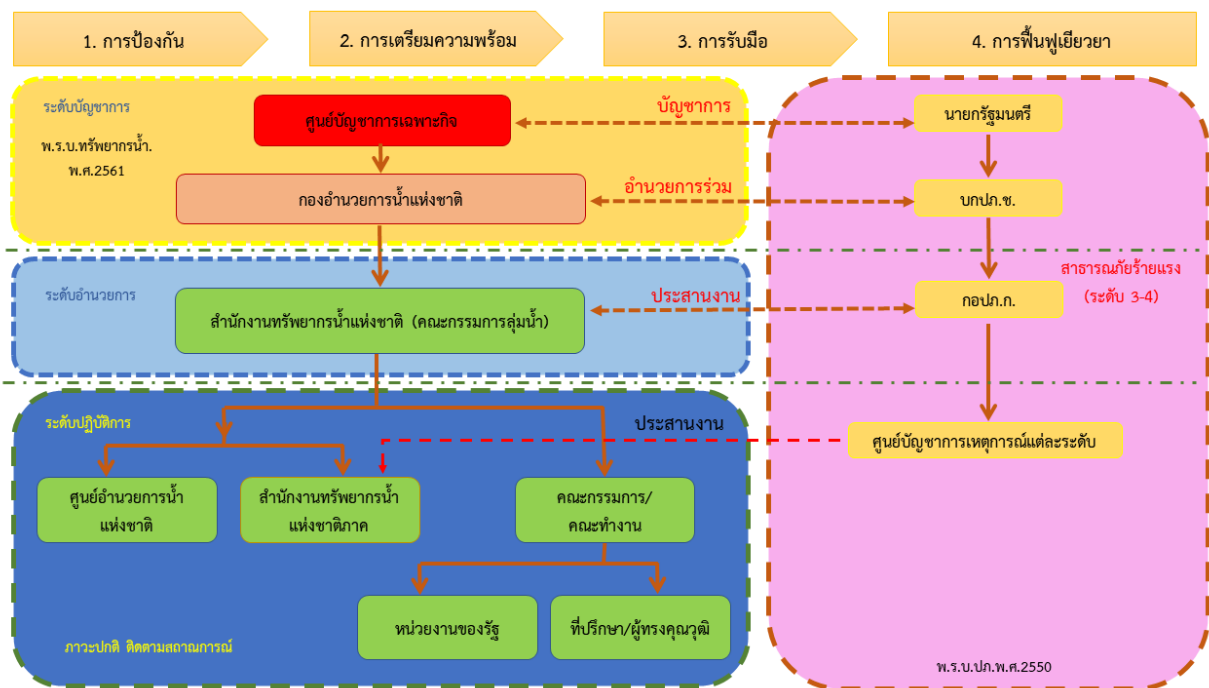 1. การป้องกัน
2. การเตรียมความพร้อม
3. การรับมือ
4. การฟื้นฟูเยียวยา
ระดับบัญชาการ
พ.ร.บ.ทรัพยากรน้ำ.
พ.ศ.2561
ศูนย์บัญชาการเฉพาะกิจ
บัญชาการ
นายกรัฐมนตรี
กองอำนวยการน้ำแห่งชาติ
อำนวยการร่วม
บกปภ.ช.
ระดับอำนวยการ
สำนักงานทรัพยากรน้ำแห่งชาติ (คณะกรรมการลุ่มน้ำ)
ประสานงาน
กอปภ.ก.
สาธารณภัยร้ายแรง
(ระดับ 3-4)
ระดับปฏิบัติการ
ประสานงาน
ศูนย์บัญชาการเหตุการณ์แต่ละระดับ
ศูนย์อำนวยการน้ำ
แห่งชาติ
สำนักงานทรัพยากรน้ำ
แห่งชาติภาค
คณะกรรมการ/
คณะทำงาน
หน่วยงานของรัฐ
ที่ปรึกษา/ผู้ทรงคุณวุฒิ
ภาวะปกติ ติดตามสถาณการณ์
พ.ร.บ.ปภ.พ.ศ.2550